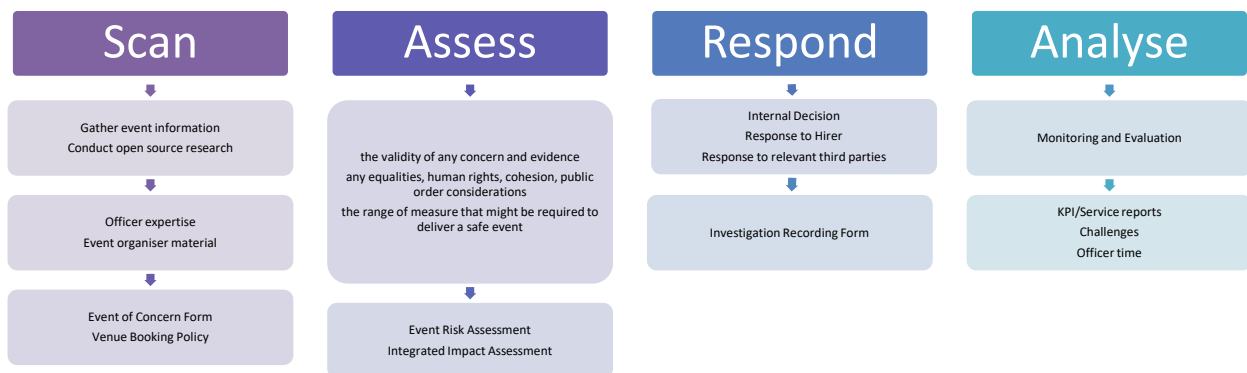 Scan
Gather event information
Conduct open source research
Officer expertise
Event organiser material
Event of Concern Form
Venue Booking Policy
Assess
the validity of any concern and evidence
any equalities, human rights, cohesion, public
order considerations
the range of measure that might be required to
deliver a safe event
Event Risk Assessment
Integrated Impact Assessment
Respond
Internal Decision
Response to Hirer
Response to relevant third parties
Investigation Recording Form
Analyse
Monitoring and Evaluation
KPI/Service reports
Challenges
Officer time